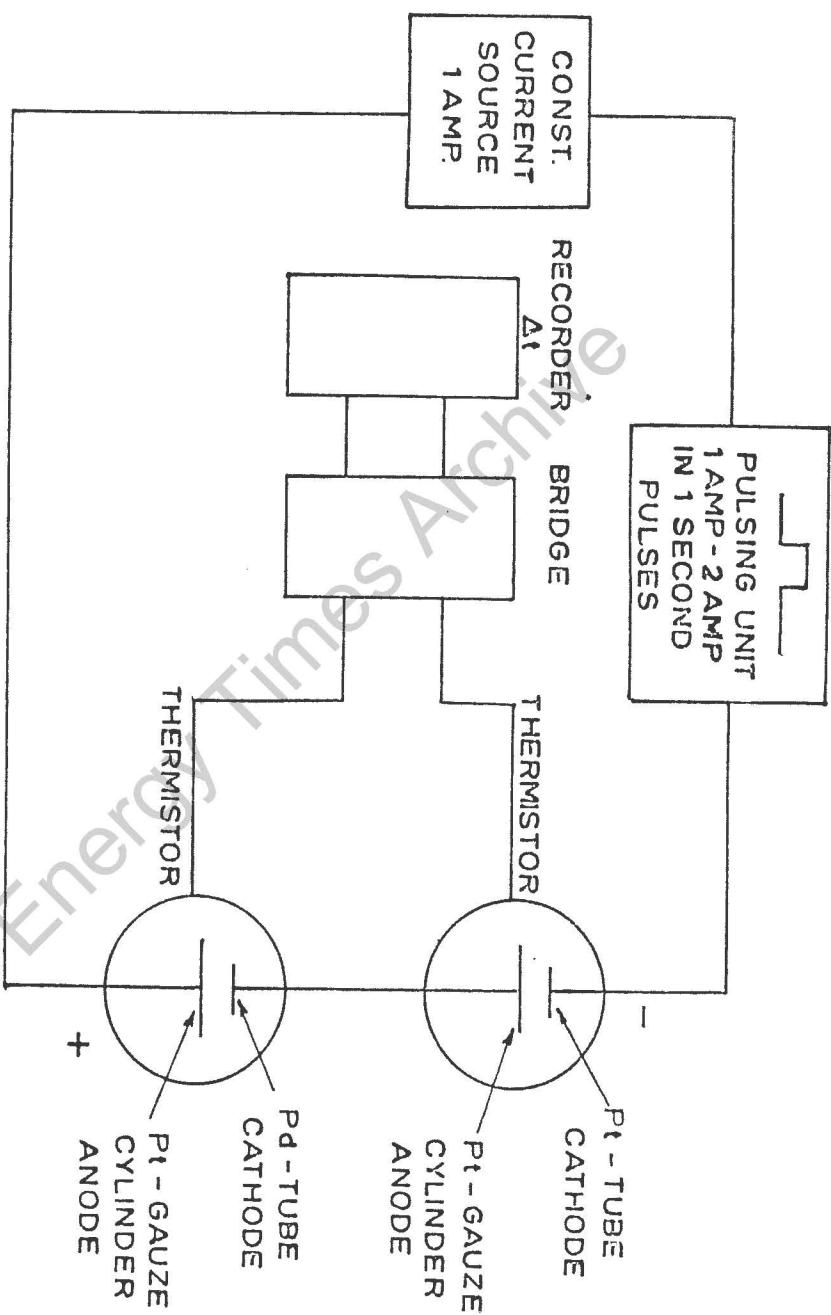 CONST.
CURRENT
SOURCE
1 AMP.
PULSING UNIT
1 AMP-2 AMP
IN 1 SECOND
PULSES
RECORDER
Δt
BRIDGE
THERMISTOR
THERMISTOR
-
Pt-TUBE
CATHODE
Pt-GAUZE
CYLINDER
ANODE
Pd-TUBE
CATHODE
Pt-GAUZE
CYLINDER
ANODE
+
Energy Times Archive